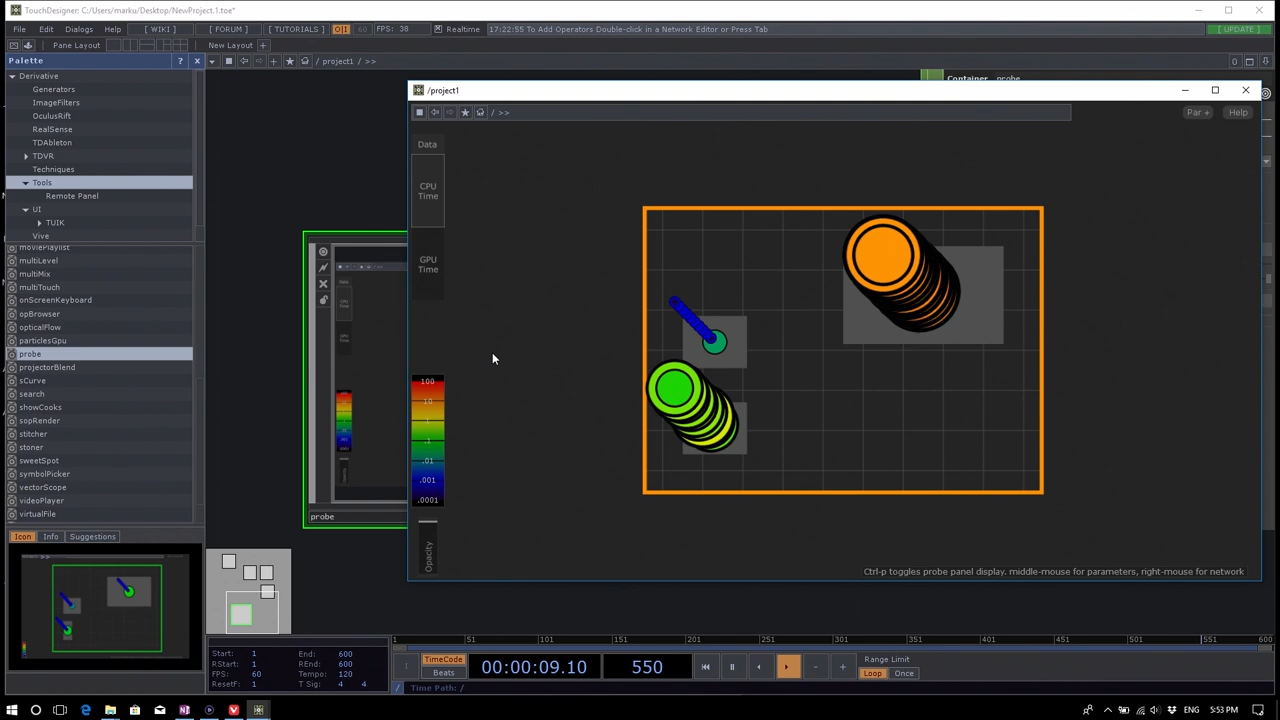 TouchDesigner: C:/Users/marku/Desktop/NewProject.1.toe*
File Edit Dialogs Help [ WIKI ] [ FORUM ] [ TUTORIALS ] O|I 60 FPS: 38 Realtime 17:22:55 To Add Operators Double-click in a Network Editor or Press Tab [ UPDATE ]
Pane Layout New Layout +
Palette ? x
/ project1 / >>
0
Derivative
Generators
ImageFilters
OculusRift
RealSense
TDAbleton
TDVR
Techniques
Tools
Remote Panel
UI
TUIK
Vive
moviePlaylist
multiLevel
multiMix
multiTouch
onScreenKeyboard
opBrowser
opticalFlow
particlesGpu
probe
projectorBlend
sCurve
search
showCooks
sopRender
stitcher
stoner
sweetSpot
symbolPicker
vectorScope
videoPlayer
virtualFile
Icon Info Suggestions
Container probe
/project1
/ >>
Par + Help
Data
CPU
Time
GPU
Time
100
10
1
.1
.01
.001
.0001
Opacity
Ctrl-p toggles probe panel display. middle-mouse for parameters, right-mouse for network
probe
1 51 101 151 201 251 301 351 401 451 501 551 600
Start: 1 End: 600
RStart: 1 REnd: 600
FPS: 60 Tempo: 120
ResetF: 1 T Sig: 4 4
TimeCode
Beats
00:00:09.10
550
Range Limit
Loop Once
/ Time Path: /
ENG 5:53 PM